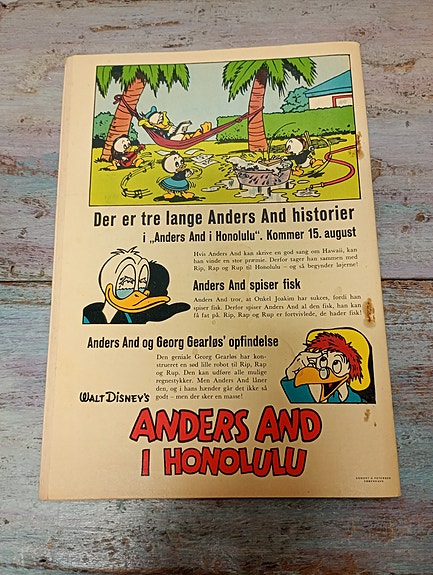 Der er tre lange Anders And historier
i „Anders And i Honolulu". Kommer 15. august
Hvis Anders And kan skrive en god sang om Hawaii, kan
han vinde en stor præmie. Derfor tager han sammen med
Rip, Rap og Rup til Honolulu – og så begynder løjerne!
Anders And spiser fisk
Anders And tror, at Onkel Joakim har sukces, fordi han
spiser fisk. Derfor spiser Anders And al den fisk, han kan
få fat på. Rip, Rap og Rup er fortvivlede, de hader fisk!
Anders And og Georg Gearløs' opfindelse
Den geniale Georg Gearløs har kon-
strueret en sød lille robot til Rip, Rap
og Rup. Den kan udføre alle mulige
regnestykker. Men Anders And låner
den, og i hans hænder går det ikke så
godt – men der sker en masse!
WALT DISNEY'S
ANDERS AND
I HONOLULU